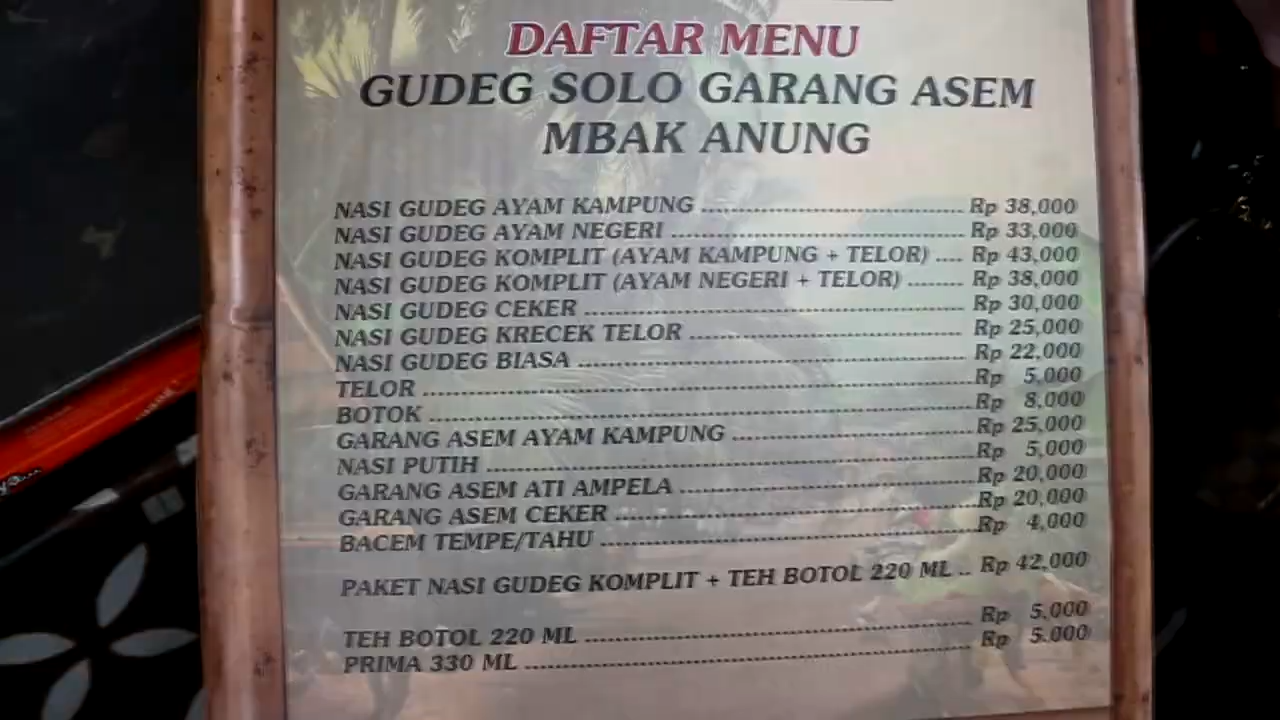 DAFTAR MENU
GUDEG SOLO GARANG ASEM
MBAK ANUNG
NASI GUDEG AYAM KAMPUNG ........................................ Rp 38,000
NASI GUDEG AYAM NEGERI ............................................. Rp 33,000
NASI GUDEG KOMPLIT (AYAM KAMPUNG + TELOR) .... Rp 43,000
NASI GUDEG KOMPLIT (AYAM NEGERI + TELOR) ........ Rp 38,000
NASI GUDEG CEKER ........................................................ Rp 30,000
NASI GUDEG KRECEK TELOR ......................................... Rp 25,000
NASI GUDEG BIASA .......................................................... Rp 22,000
TELOR ............................................................................... Rp 5,000
BOTOK .............................................................................. Rp 8,000
GARANG ASEM AYAM KAMPUNG .................................. Rp 25,000
NASI PUTIH ...................................................................... Rp 5,000
GARANG ASEM ATI AMPELA .......................................... Rp 20,000
GARANG ASEM CEKER .................................................... Rp 20,000
BACEM TEMPE/TAHU ...................................................... Rp 4,000
PAKET NASI GUDEG KOMPLIT + TEH BOTOL 220 ML .. Rp 42,000
TEH BOTOL 220 ML ......................................................... Rp 5.000
PRIMA 330 ML .................................................................. Rp 5.000